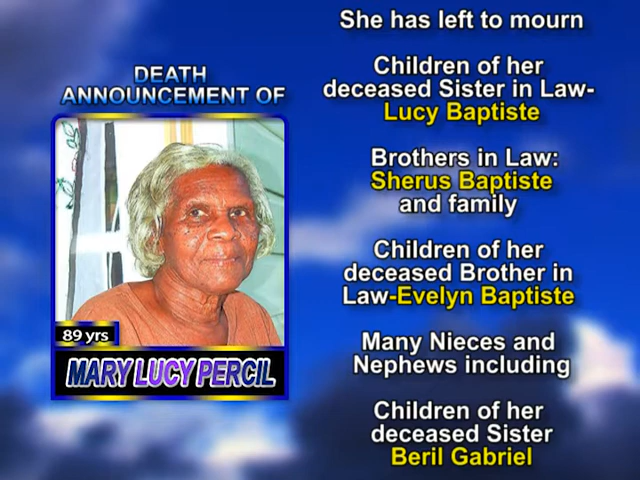 DEATH
ANNOUNCEMENT OF
89 yrs
MARY LUCY PERCIL
She has left to mourn
Children of her
deceased Sister in Law-
Lucy Baptiste
Brothers in Law:
Sherus Baptiste
and family
Children of her
deceased Brother in
Law-Evelyn Baptiste
Many Nieces and
Nephews including
Children of her
deceased Sister
Beril Gabriel